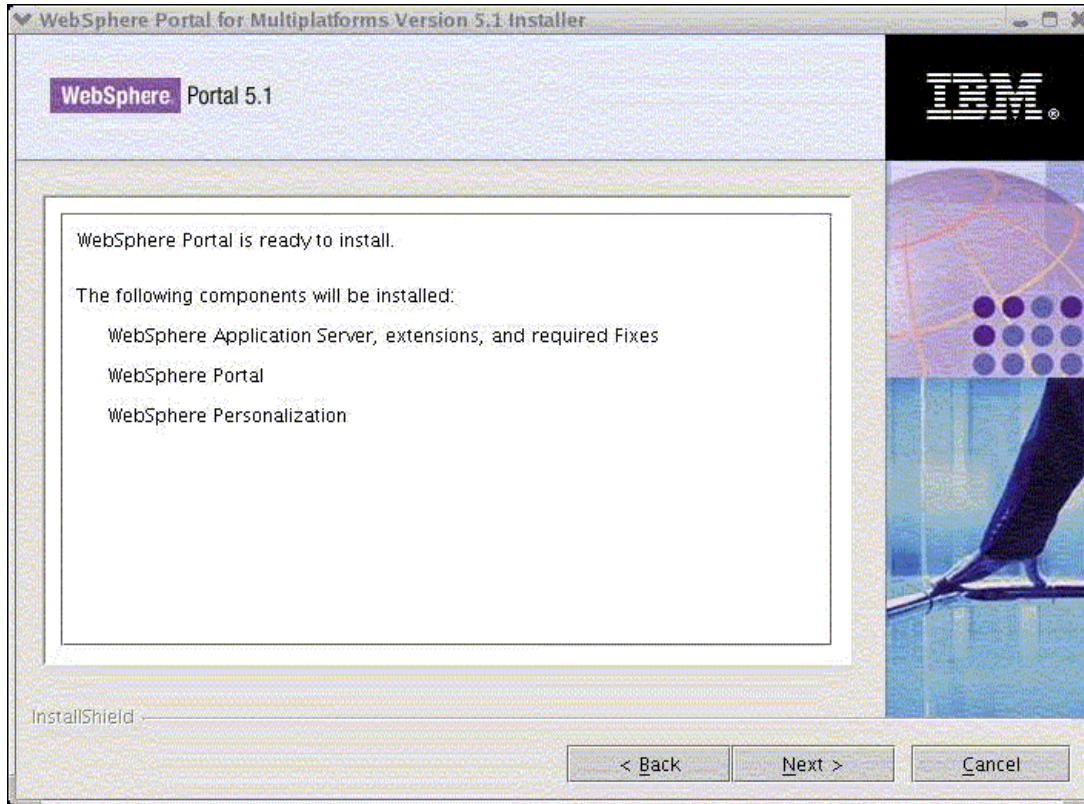 WebSphere Portal for Multiplatforms Version 5.1 Installer
WebSphere Portal 5.1
IBM®
WebSphere Portal is ready to install.
The following components will be installed:
WebSphere Application Server, extensions, and required Fixes
WebSphere Portal
WebSphere Personalization
InstallShield
< Back
Next >
Cancel